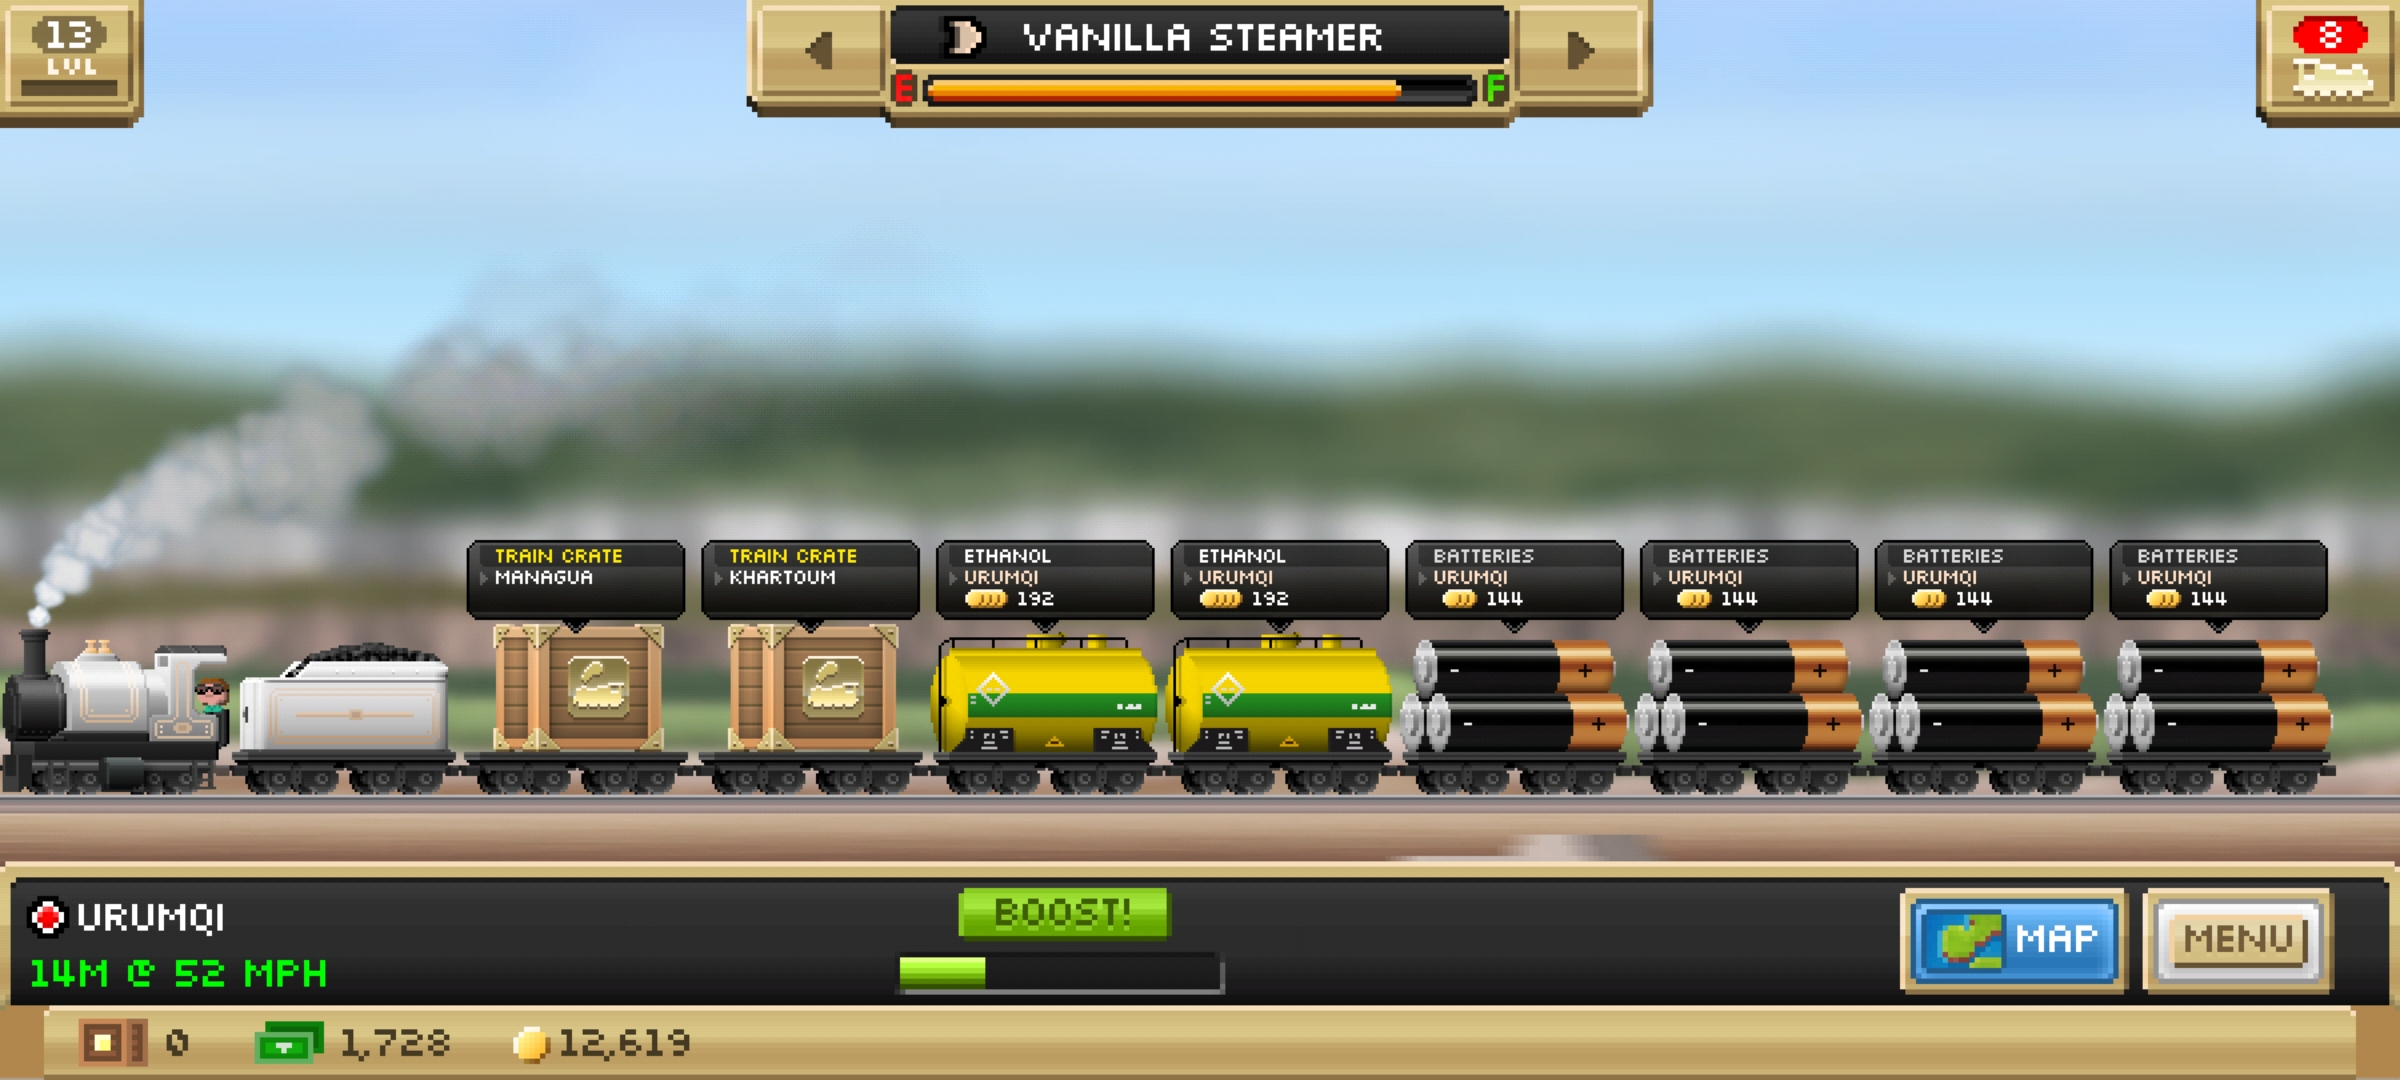 13
LVL
VANILLA STEAMER
E
F
8
TRAIN CRATE
MANAGUA
TRAIN CRATE
KHARTOUM
ETHANOL
URUMQI
192
ETHANOL
URUMQI
192
BATTERIES
URUMQI
144
BATTERIES
URUMQI
144
BATTERIES
URUMQI
144
BATTERIES
URUMQI
144
URUMQI
14M @ 52 MPH
BOOST!
MAP
MENU
0
1,728
12,619